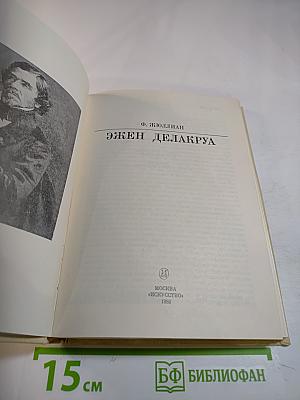 Ф. ЖЮЛЛИАН
ЭЖЕН ДЕЛАКРУА
МОСКВА
«ИСКУССТВО»
15 см
БФ БИБЛИОФАН